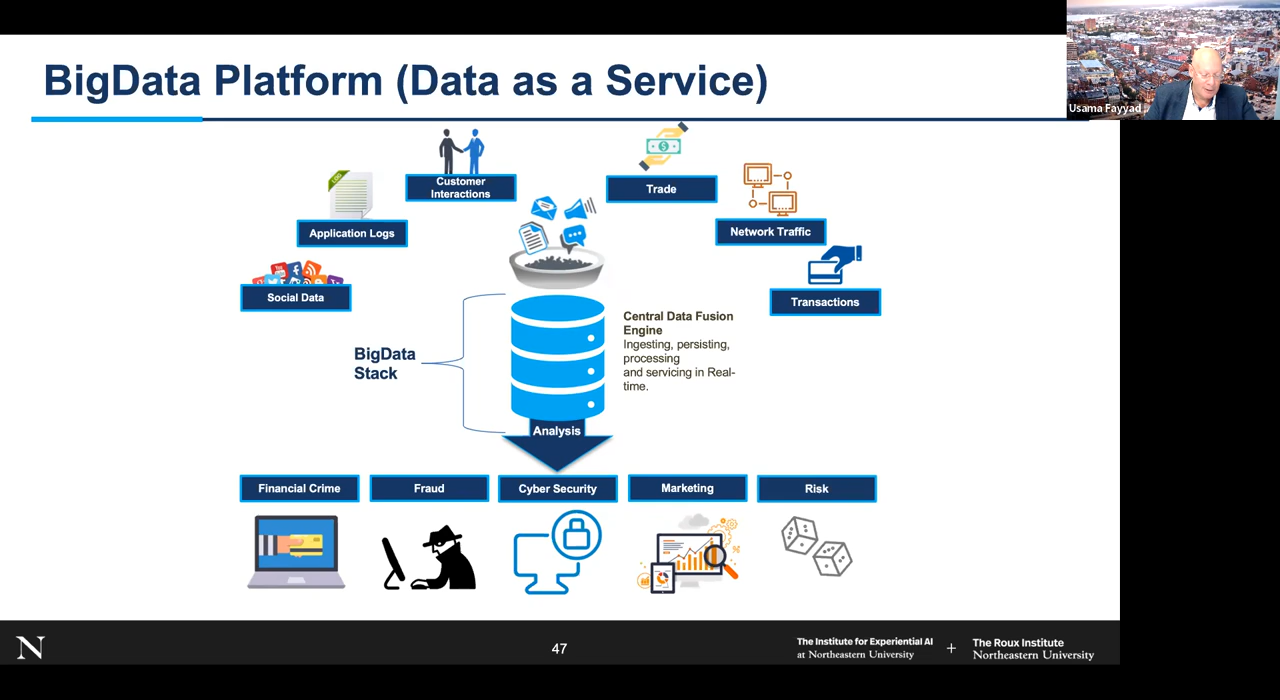 BigData Platform (Data as a Service)
Usama Fayyad
Customer
Interactions
Trade
Application Logs
Network Traffic
Social Data
Transactions
BigData
Stack
Central Data Fusion
Engine
Ingesting, persisting,
processing
and servicing in Real-
time.
Analysis
Financial Crime
Fraud
Cyber Security
Marketing
Risk
N
47
The Institute for Experiential AI
at Northeastern University
+
The Roux Institute
Northeastern University